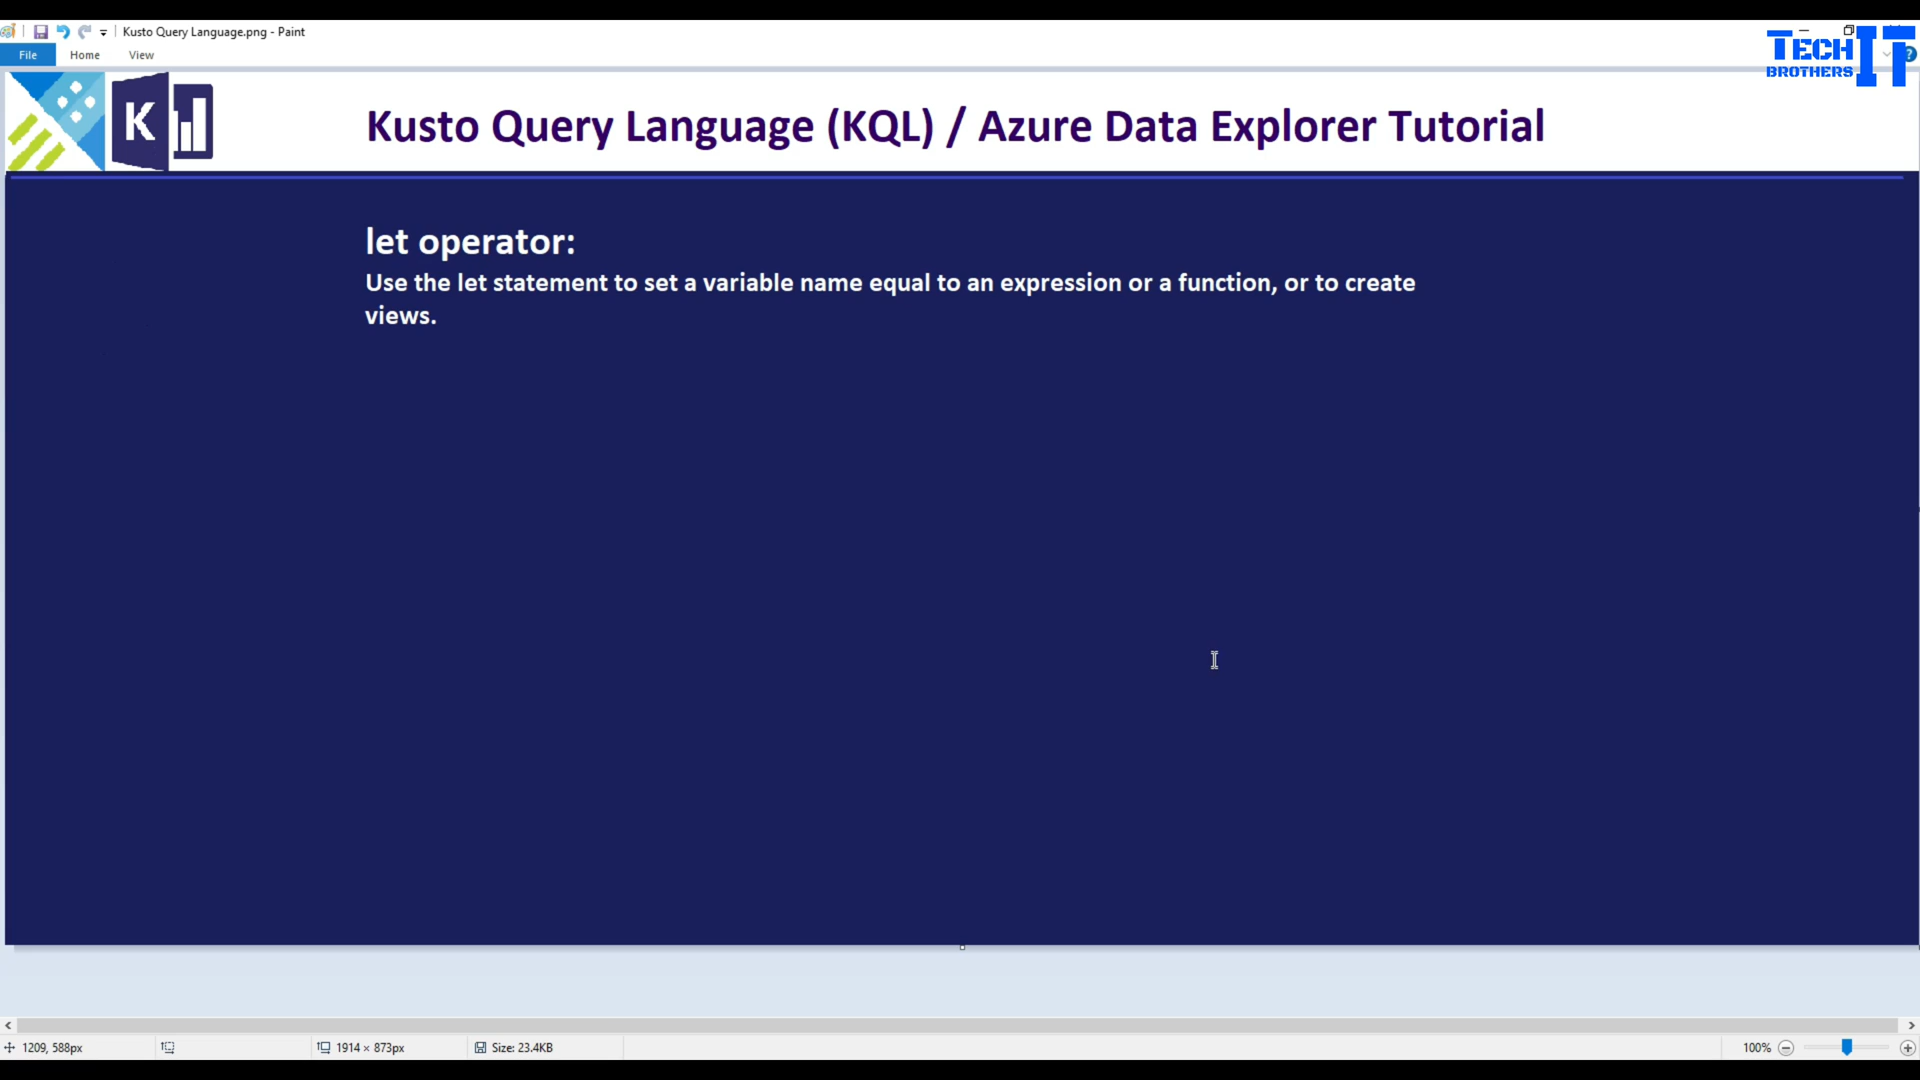 Kusto Query Language.png - Paint
File Home View
TECH IT
BROTHERS
K
Kusto Query Language (KQL) / Azure Data Explorer Tutorial
let operator:
Use the let statement to set a variable name equal to an expression or a function, or to create
views.
1209, 588px 1914 × 873px Size: 23.4KB 100%